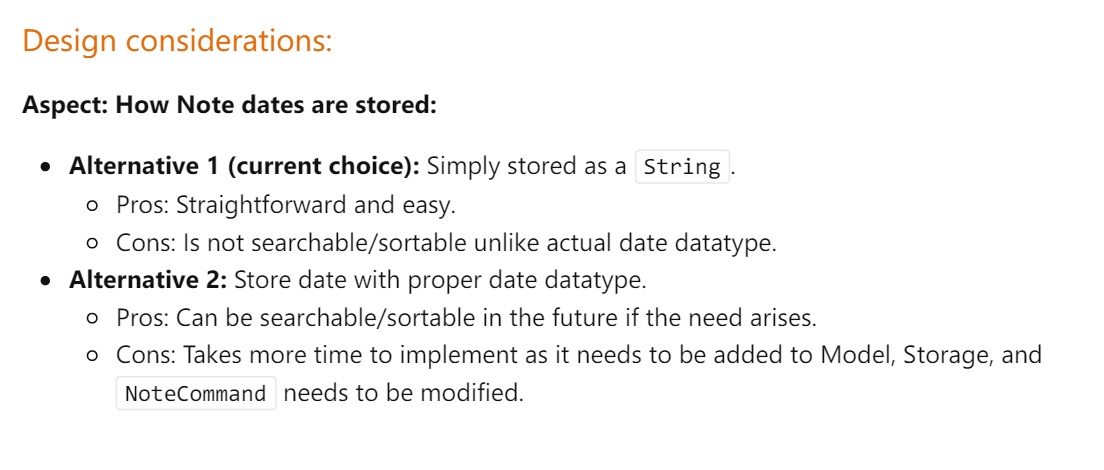 Design considerations:
Aspect: How Note dates are stored:
Alternative 1 (current choice): Simply stored as a String.
Pros: Straightforward and easy.
Cons: Is not searchable/sortable unlike actual date datatype.
Alternative 2: Store date with proper date datatype.
Pros: Can be searchable/sortable in the future if the need arises.
Cons: Takes more time to implement as it needs to be added to Model, Storage, and
NoteCommand needs to be modified.